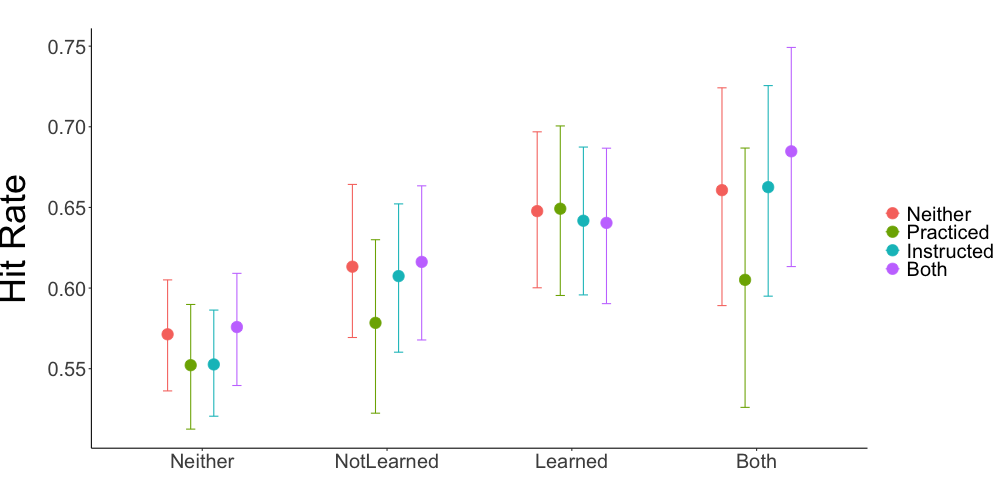 Hit Rate
0.75
0.70
0.65
0.60
0.55
Neither NotLearned Learned Both
Neither
Practiced
Instructed
Both